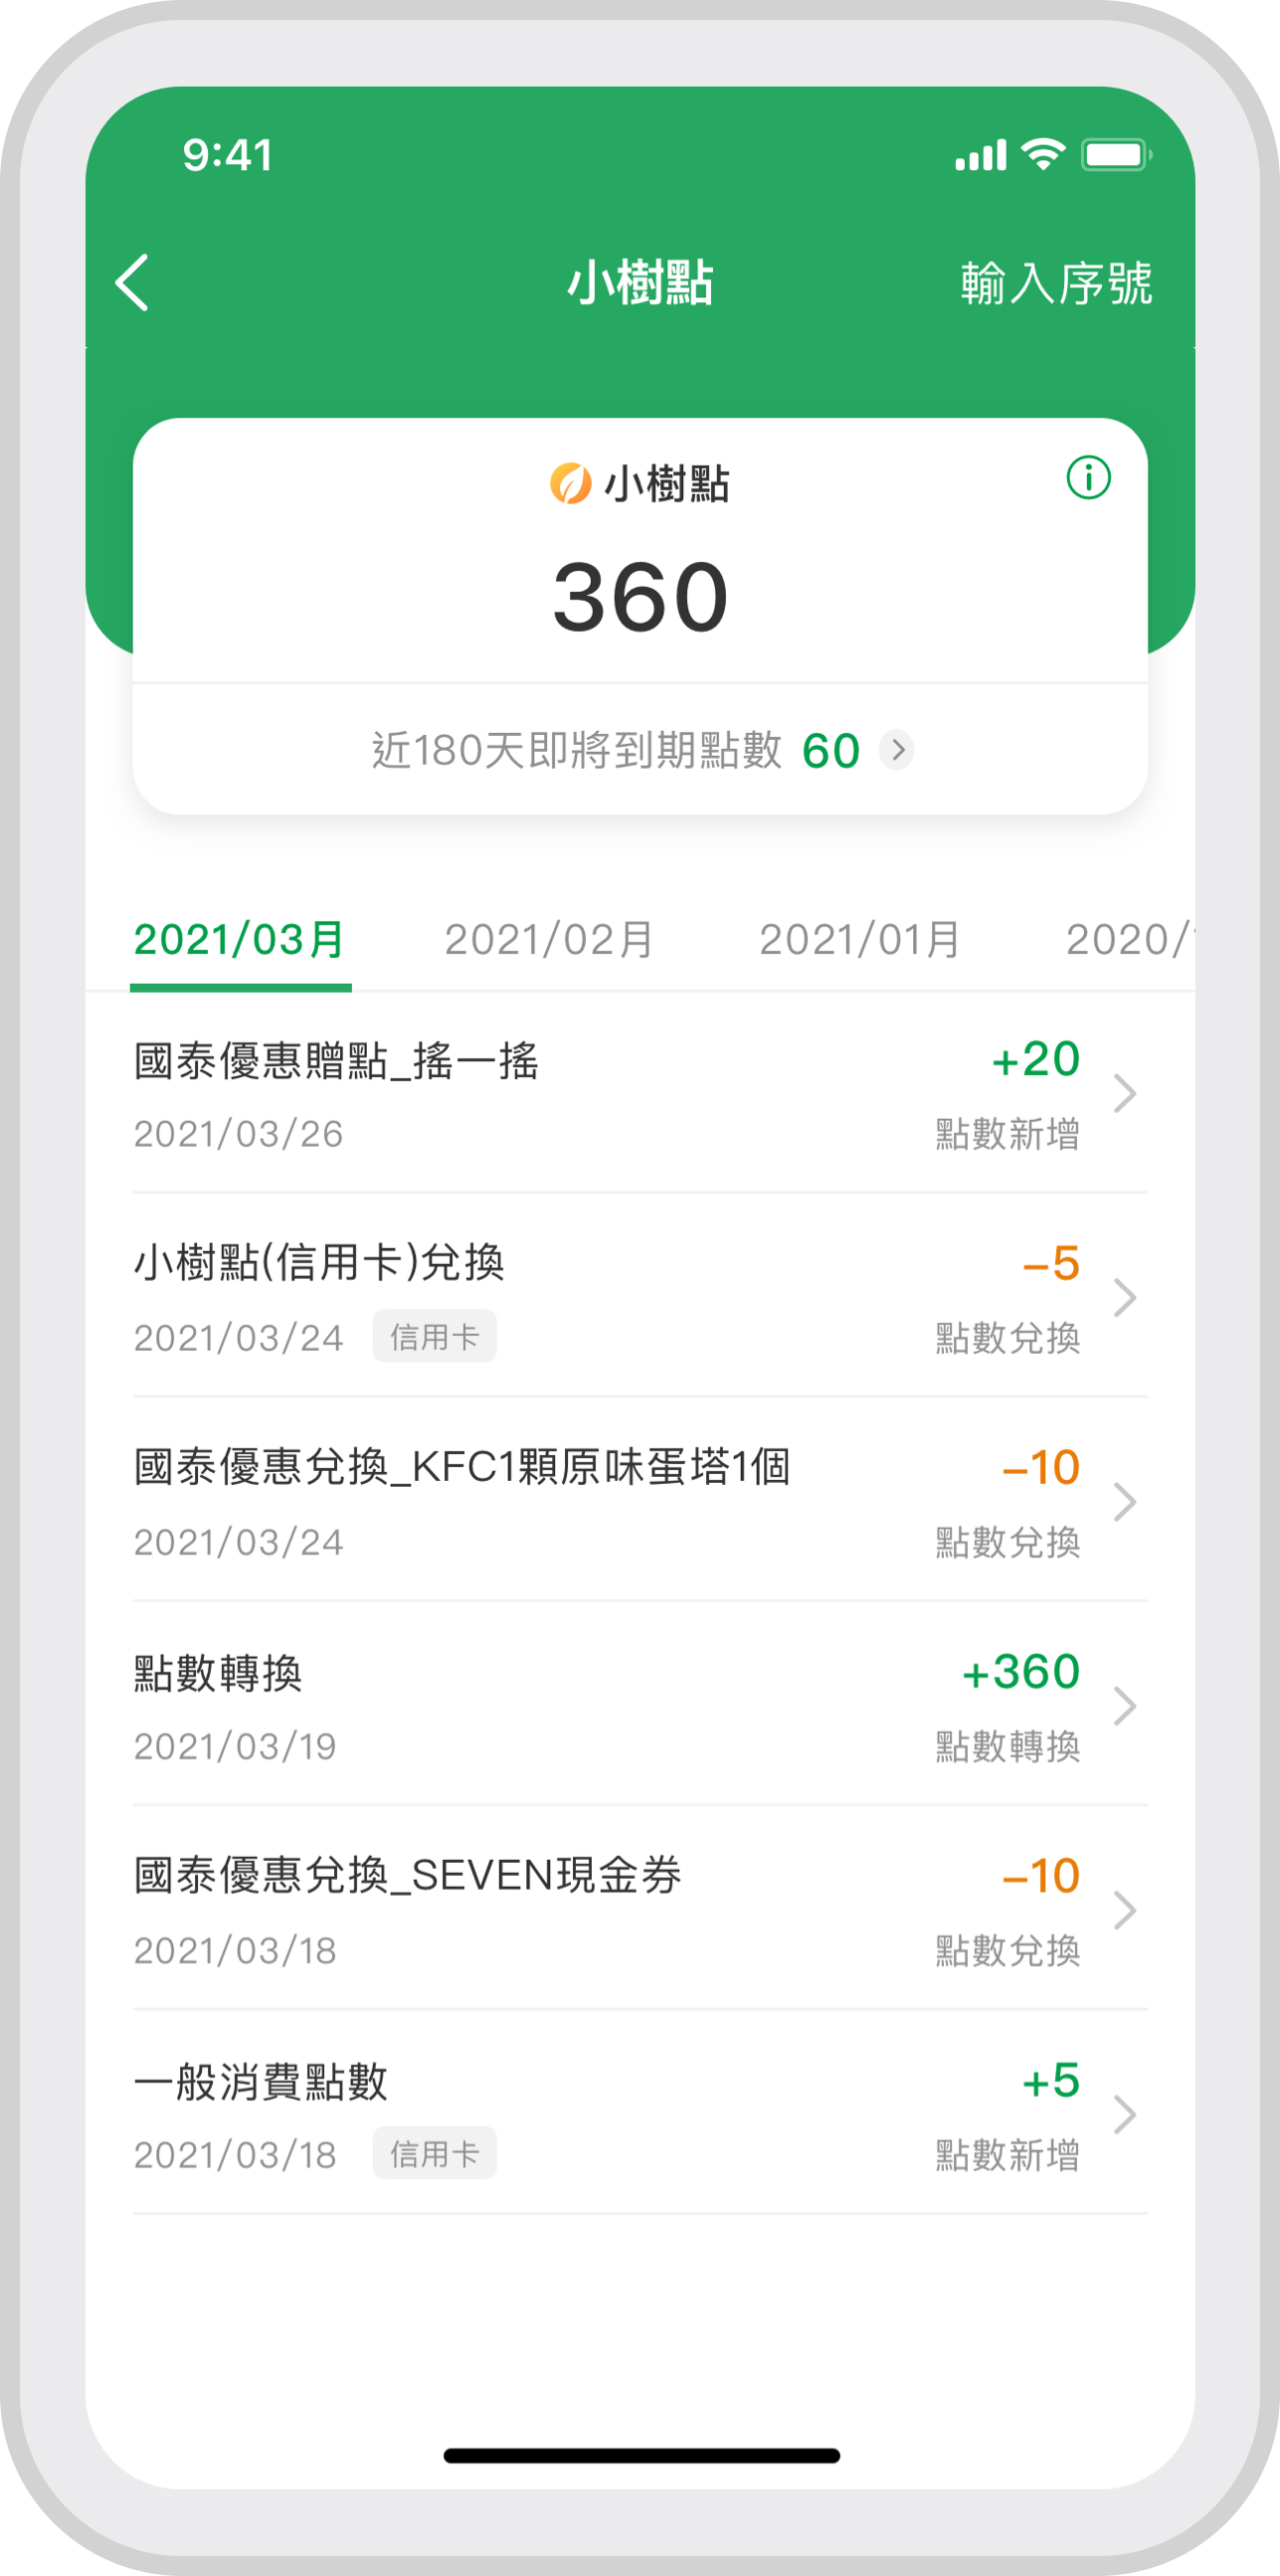 9:41
小樹點 輸入序號
小樹點
360
近180天即將到期點數 60
2021/03月 2021/02月 2021/01月 2020/
國泰優惠贈點_搖一搖 +20
2021/03/26 點數新增
小樹點(信用卡)兌換 -5
2021/03/24 信用卡 點數兌換
國泰優惠兌換_KFC1顆原味蛋塔1個 -10
2021/03/24 點數兌換
點數轉換 +360
2021/03/19 點數轉換
國泰優惠兌換_SEVEN現金券 -10
2021/03/18 點數兌換
一般消費點數 +5
2021/03/18 信用卡 點數新增